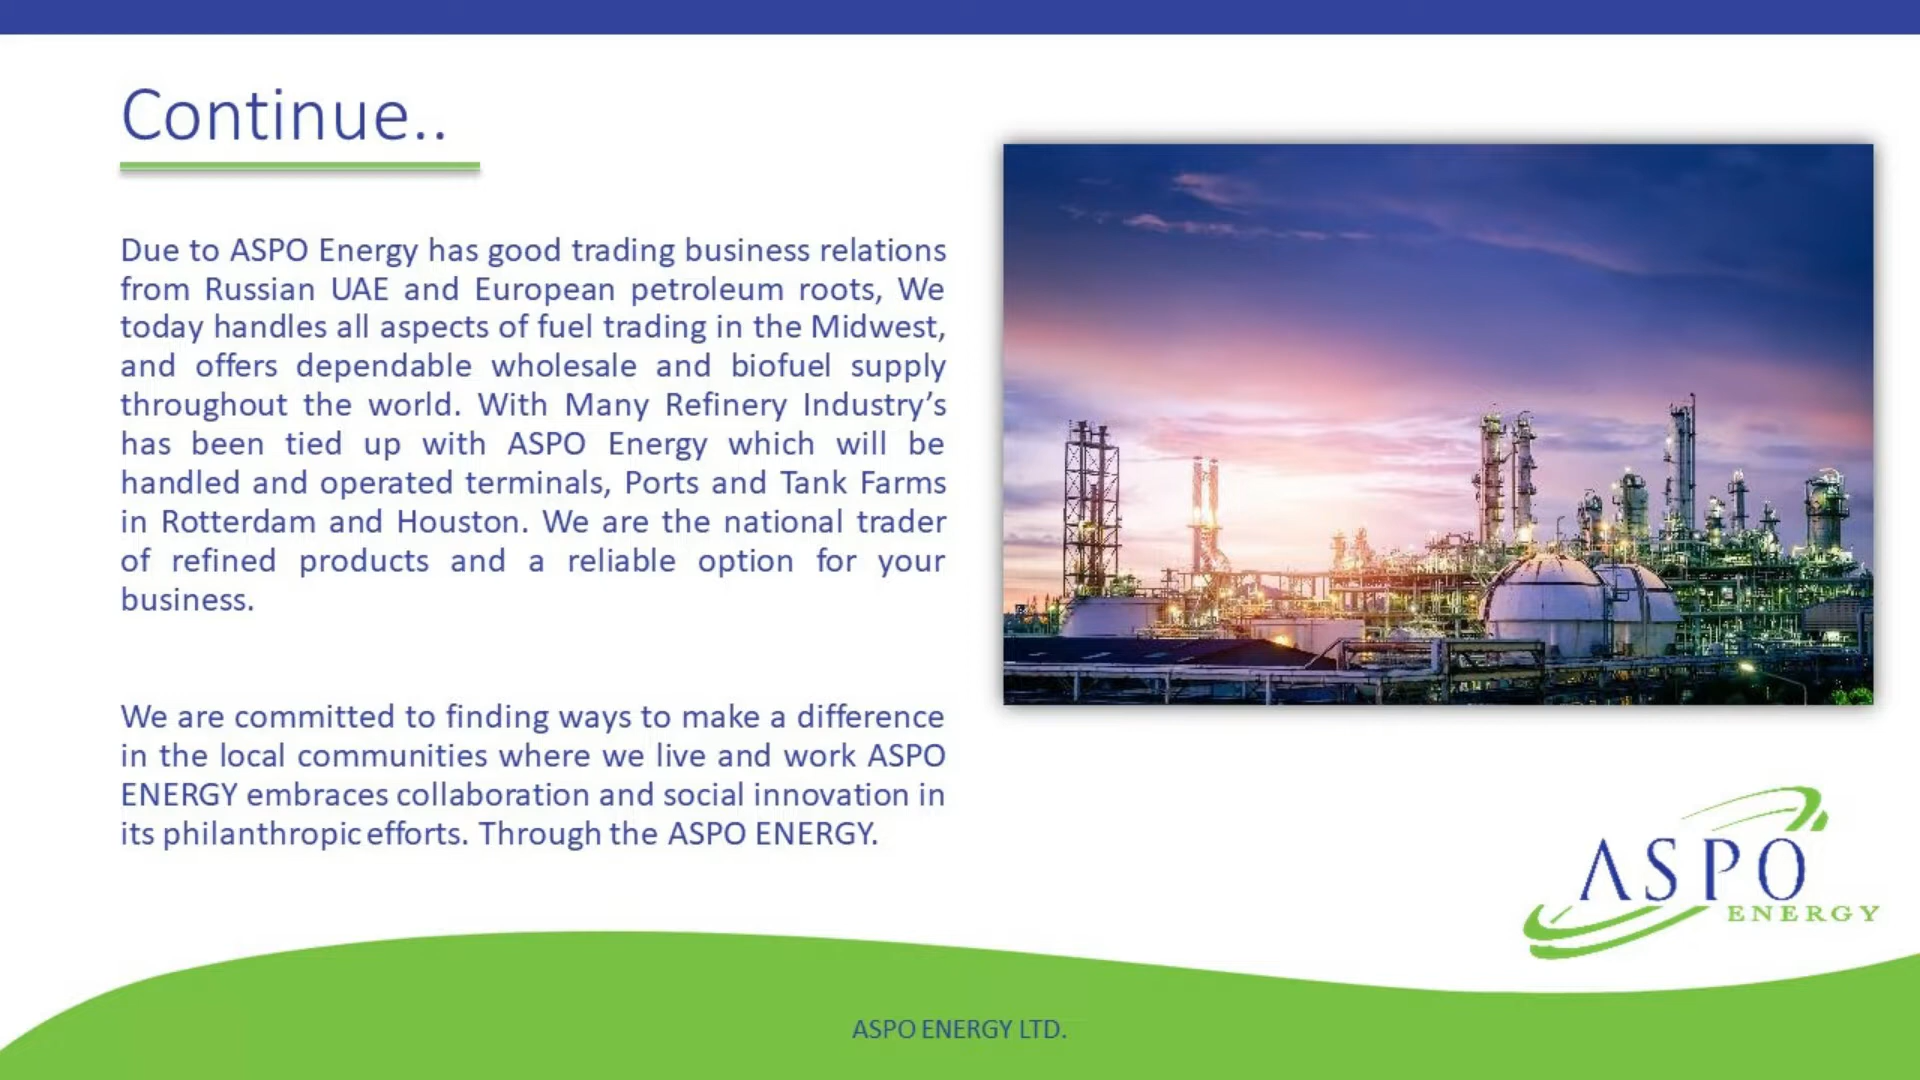 Continue..
Due to ASPO Energy has good trading business relations
from Russian UAE and European petroleum roots, We
today handles all aspects of fuel trading in the Midwest,
and offers dependable wholesale and biofuel supply
throughout the world. With Many Refinery Industry’s
has been tied up with ASPO Energy which will be
handled and operated terminals, Ports and Tank Farms
in Rotterdam and Houston. We are the national trader
of refined products and a reliable option for your
business.
We are committed to finding ways to make a difference
in the local communities where we live and work ASPO
ENERGY embraces collaboration and social innovation in
its philanthropic efforts. Through the ASPO ENERGY.
ASPO
ENERGY
ASPO ENERGY LTD.